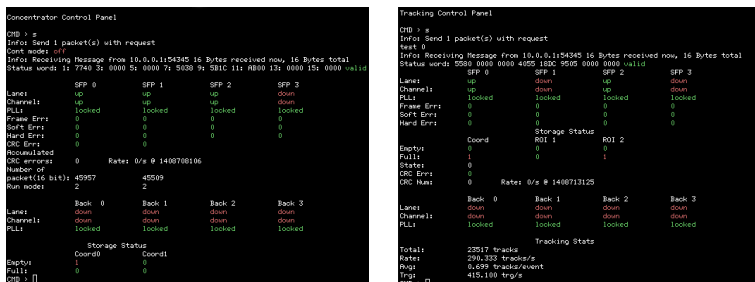 Concentrator Control Panel
CMD > s
Info: Send 1 packet(s) with request
Cont mode: off
Info: Receiving Message from 10.0.0.1:54345 16 Bytes received now, 16 Bytes total
Status word: 1: 7740 3: 0000 5: 0000 7: 5038 9: 5B1C 11: AB00 13: 0000 15: 0000 valid
SFP 0 SFP 1 SFP 2 SFP 3
Lane: up up up down
Channel: up up up down
PLL: locked locked locked locked
Frame Err: 0 0 0 0
Soft Err: 0 0 0 0
Hard Err: 0 0 0 0
CRC Err: 0 0
Accumulated
CRC errors: 0 Rate: 0/s @ 1408708106
Number of
packet(16 bit): 45957 45509
Run mode: 2 2
Back 0 Back 1 Back 2 Back 3
Lane: down down down down
Channel: down down down down
PLL: locked locked locked locked
Storage Status
Coord0 Coord1
Empty: 1 0
Full: 0 0
CMD >
Tracking Control Panel
CMD > s
Info: Send 1 packet(s) with request
test 0
Info: Receiving Message from 10.0.0.1:54345 16 Bytes received now, 16 Bytes total
Status word: 5580 0000 0000 4055 18DC 9505 0000 0000 valid
SFP 0 SFP 1 SFP 2 SFP 3
Lane: up up down down
Channel: up up down down
PLL: locked locked locked locked
Frame Err: 0 0 0 0
Soft Err: 0 0 0 0
Hard Err: 0 0 0 0
Storage Status
Coord ROI 1 ROI 2
Empty: 0 0 0
Full: 1 0 1
State: 0
CRC Err: 0
CRC Num: 0 Rate: 0/s @ 1408713125
Back 0 Back 1 Back 2 Back 3
Lane: down down down down
Channel: down down down down
PLL: locked locked locked locked
Tracking Stats
Total: 23517 tracks
Rate: 290.333 tracks/s
Avg: 0.699 tracks/event
Trg: 415.100 trg/s
CMD >